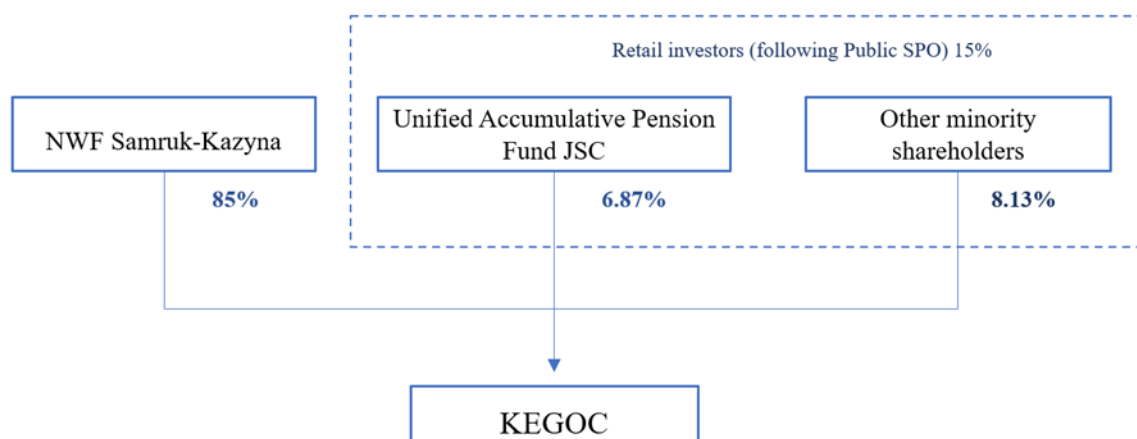 Retail investors (following Public SPO) 15%
NWF Samruk-Kazyna
Unified Accumulative Pension
Fund JSC
Other minority
shareholders
85%
6.87%
8.13%
KEGOC